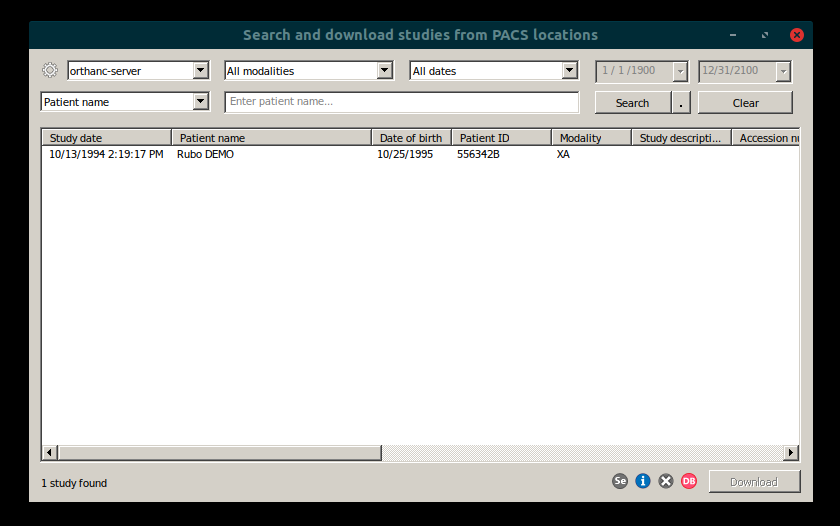 Search and download studies from PACS locations
orthanc-server All modalities All dates 1 / 1 /1900 12/31/2100
Patient name Enter patient name... Search . Clear
Study date Patient name Date of birth Patient ID Modality Study descripti... Accession nu
10/13/1994 2:19:17 PM Rubo DEMO 10/25/1995 556342B XA
1 study found Se i DB Download